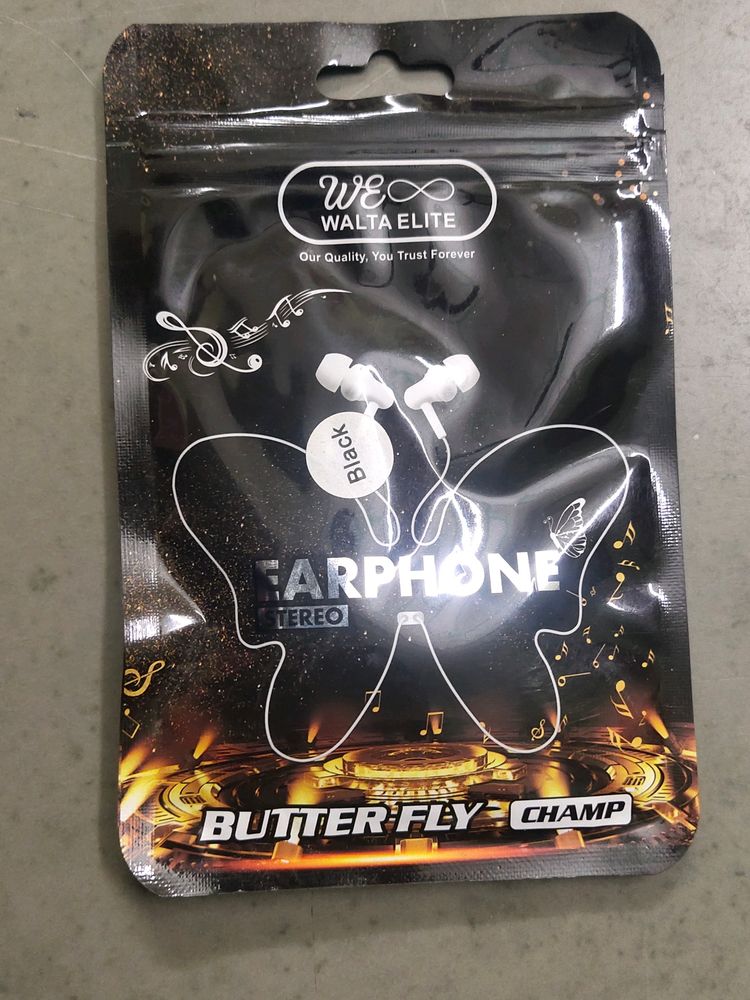 WE
WALTA ELITE
Our Quality, You Trust Forever
Black
EARPHONE
STEREO
BUTTER FLY CHAMP